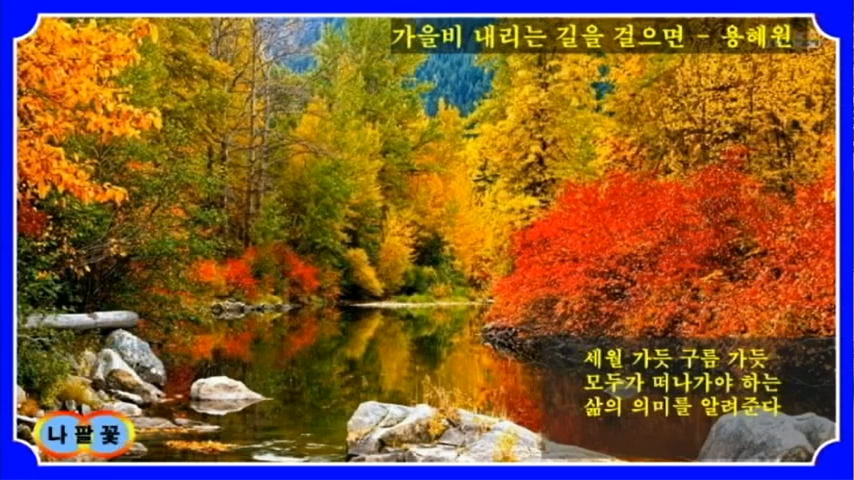 가을비 내리는 길을 걸으면 - 용혜원
세월 가듯 구름 가듯
모두가 떠나가야 하는
삶의 의미를 알려준다
나팔꽃